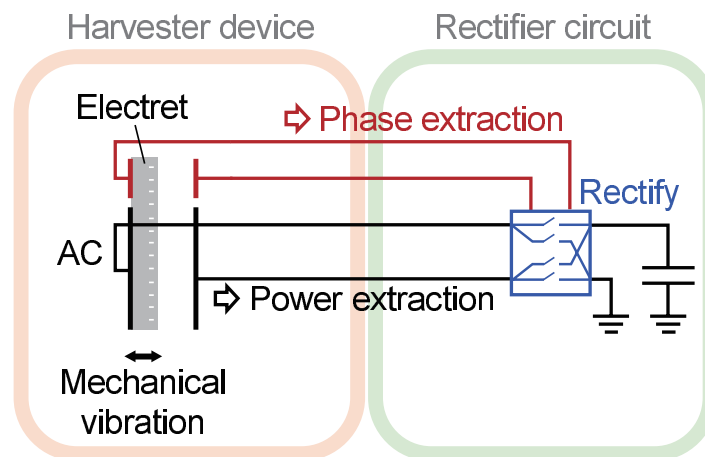 Harvester device
Rectifier circuit
Electret
Phase extraction
Rectify
AC
Power extraction
Mechanical
vibration